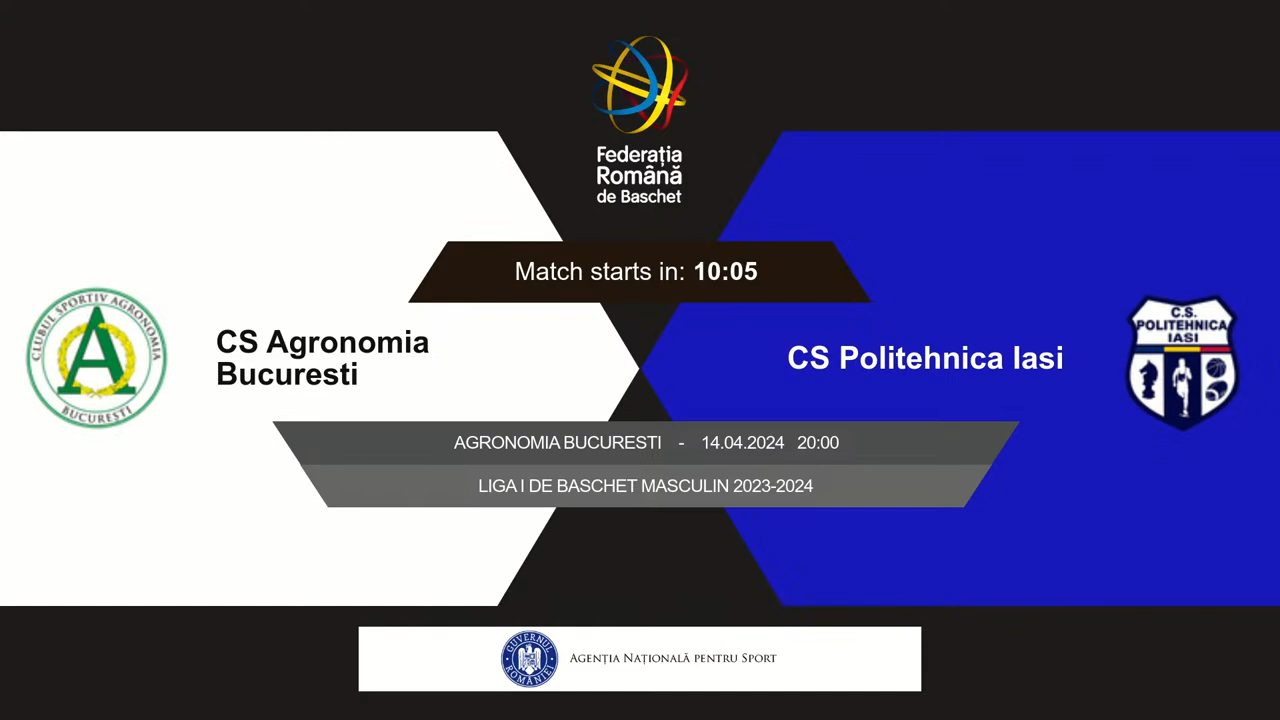 Federația
Română
de Baschet
Match starts in: 10:05
CLUBUL SPORTIV AGRONOMIA
BUCURESTI
CS Agronomia
Bucuresti
CS Politehnica Iasi
C.S.
POLITEHNICA
IASI
AGRONOMIA BUCURESTI - 14.04.2024 20:00
LIGA I DE BASCHET MASCULIN 2023-2024
GUVERNUL
ROMÂNIEI
Agenția Națională pentru Sport